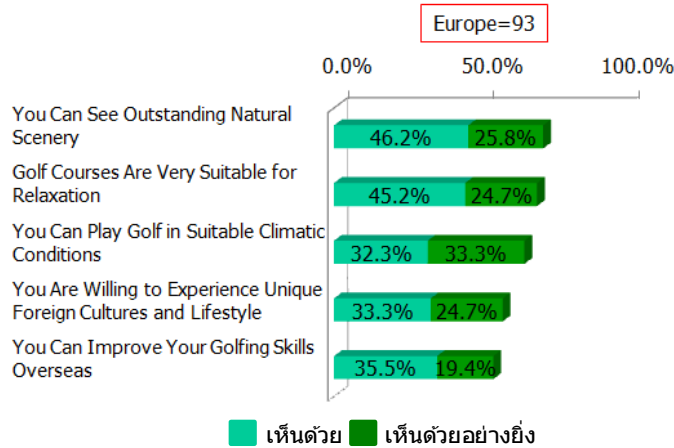 Europe=93
0.0% 50.0% 100.0%
You Can See Outstanding Natural
Scenery
46.2% 25.8%
Golf Courses Are Very Suitable for
Relaxation
45.2% 24.7%
You Can Play Golf in Suitable Climatic
Conditions
32.3% 33.3%
You Are Willing to Experience Unique
Foreign Cultures and Lifestyle
33.3% 24.7%
You Can Improve Your Golfing Skills
Overseas
35.5% 19.4%
เห็นด้วย เห็นด้วยอย่างยิ่ง